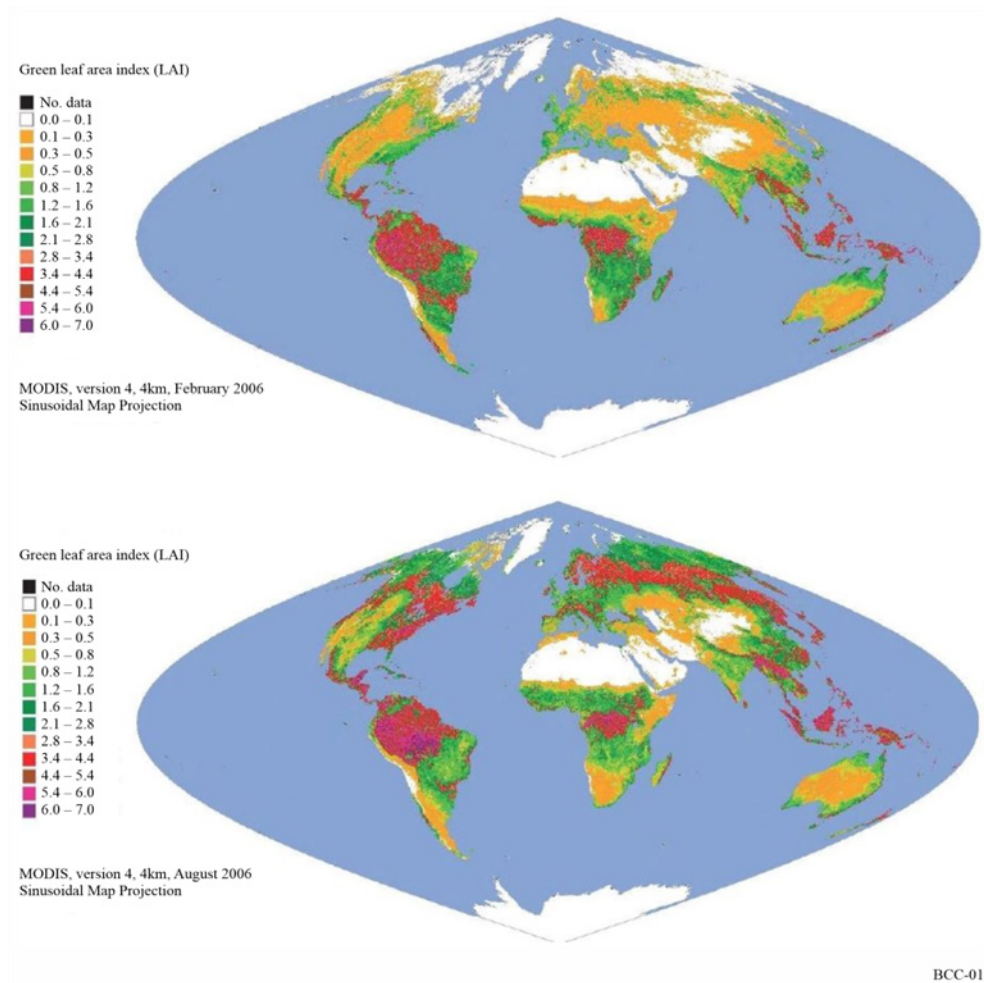 Green leaf area index (LAI)
No. data
0.0 – 0.1
0.1 – 0.3
0.3 – 0.5
0.5 – 0.8
0.8 – 1.2
1.2 – 1.6
1.6 – 2.1
2.1 – 2.8
2.8 – 3.4
3.4 – 4.4
4.4 – 5.4
5.4 – 6.0
6.0 – 7.0
MODIS, version 4, 4km, February 2006
Sinusoidal Map Projection
Green leaf area index (LAI)
No. data
0.0 – 0.1
0.1 – 0.3
0.3 – 0.5
0.5 – 0.8
0.8 – 1.2
1.2 – 1.6
1.6 – 2.1
2.1 – 2.8
2.8 – 3.4
3.4 – 4.4
4.4 – 5.4
5.4 – 6.0
6.0 – 7.0
MODIS, version 4, 4km, August 2006
Sinusoidal Map Projection
BCC-01